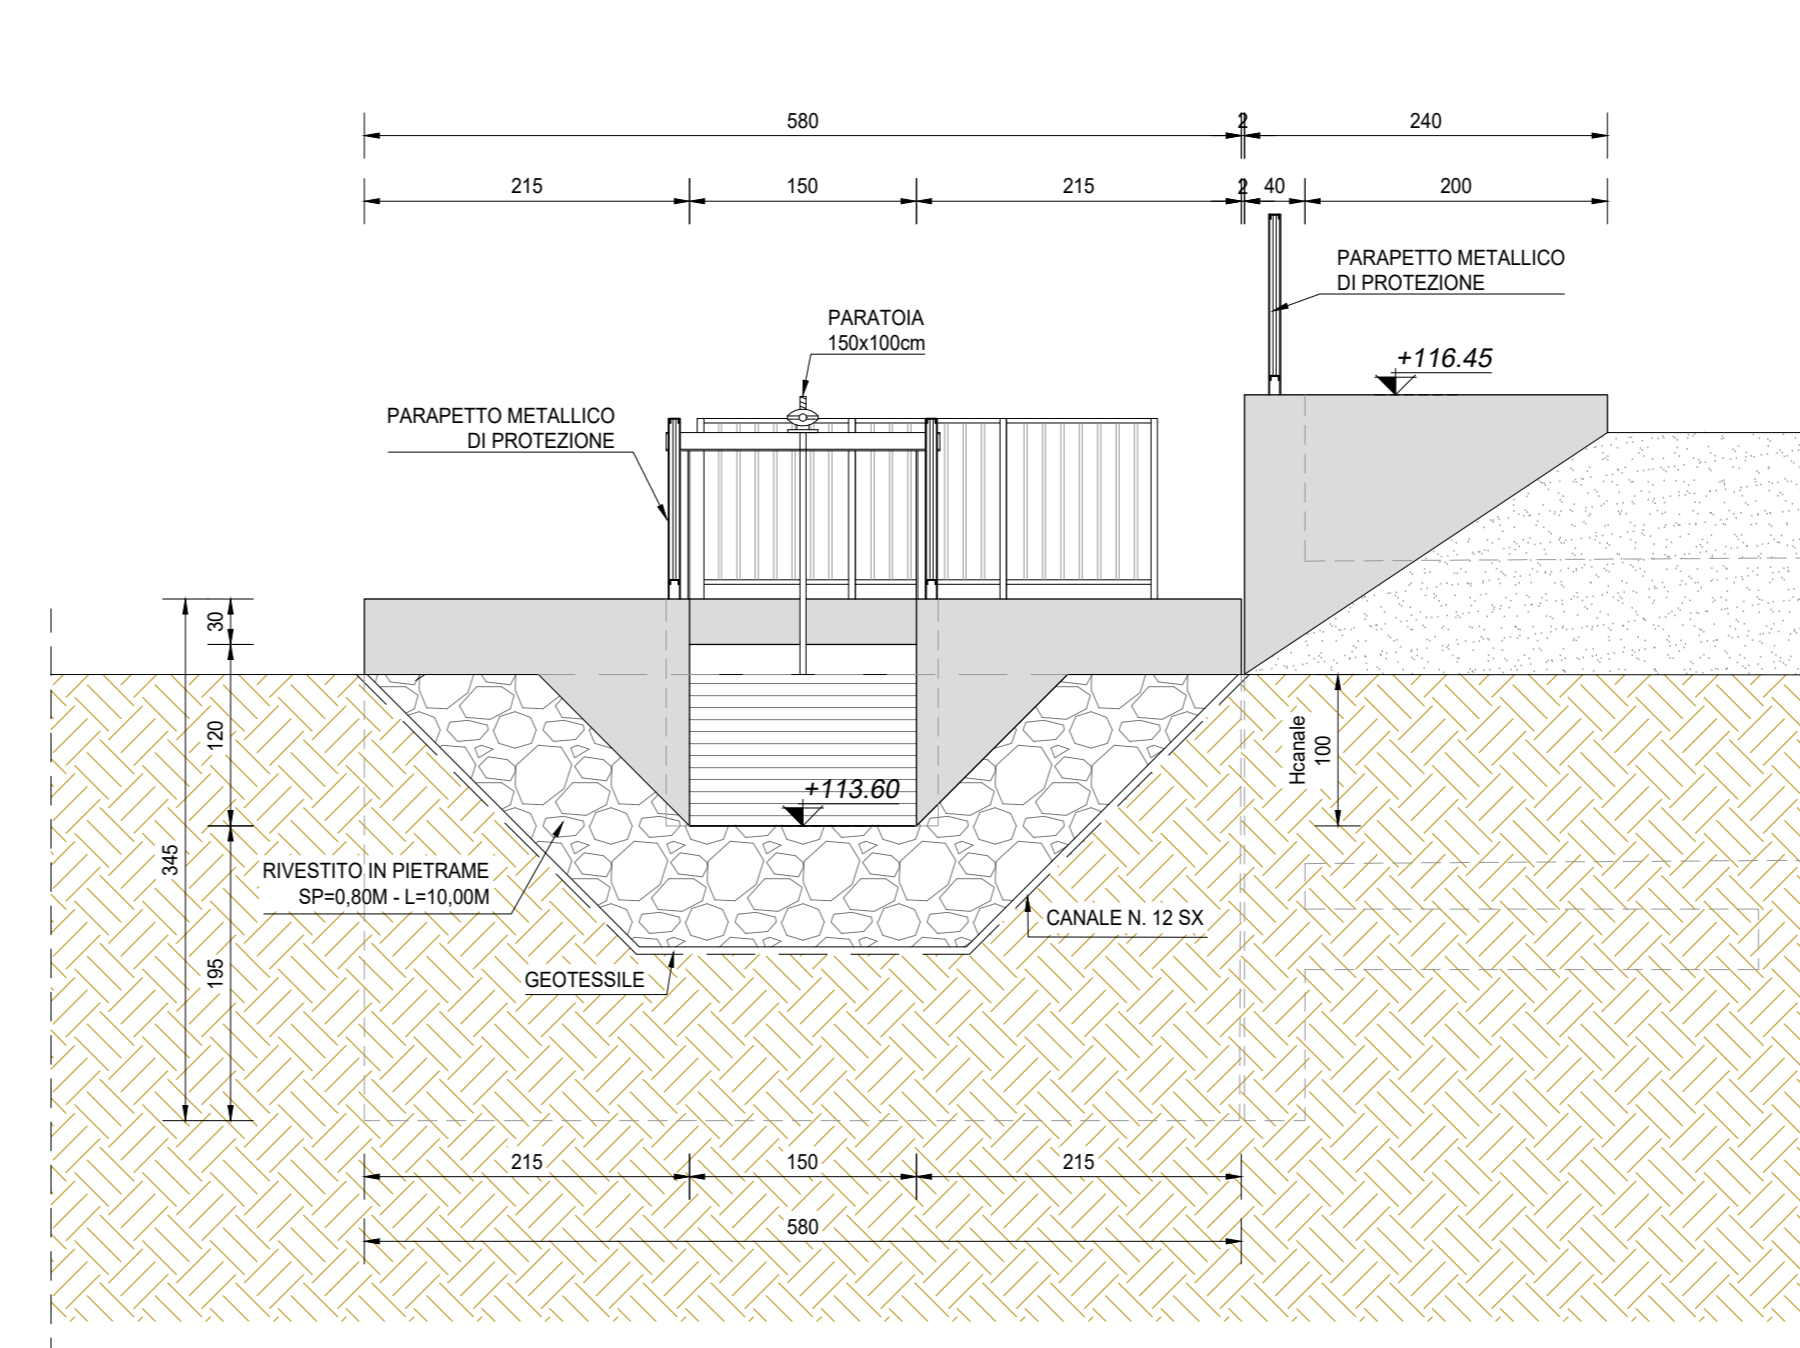 580
2
240
215
150
215
2
40
200
PARAPETTO METALLICO
DI PROTEZIONE
PARATOIA
150x100cm
+116.45
PARAPETTO METALLICO
DI PROTEZIONE
30
120
345
195
Hcanale
100
+113.60
RIVESTITO IN PIETRAME
SP=0,80M - L=10,00M
CANALE N. 12 SX
GEOTESSILE
215
150
215
580